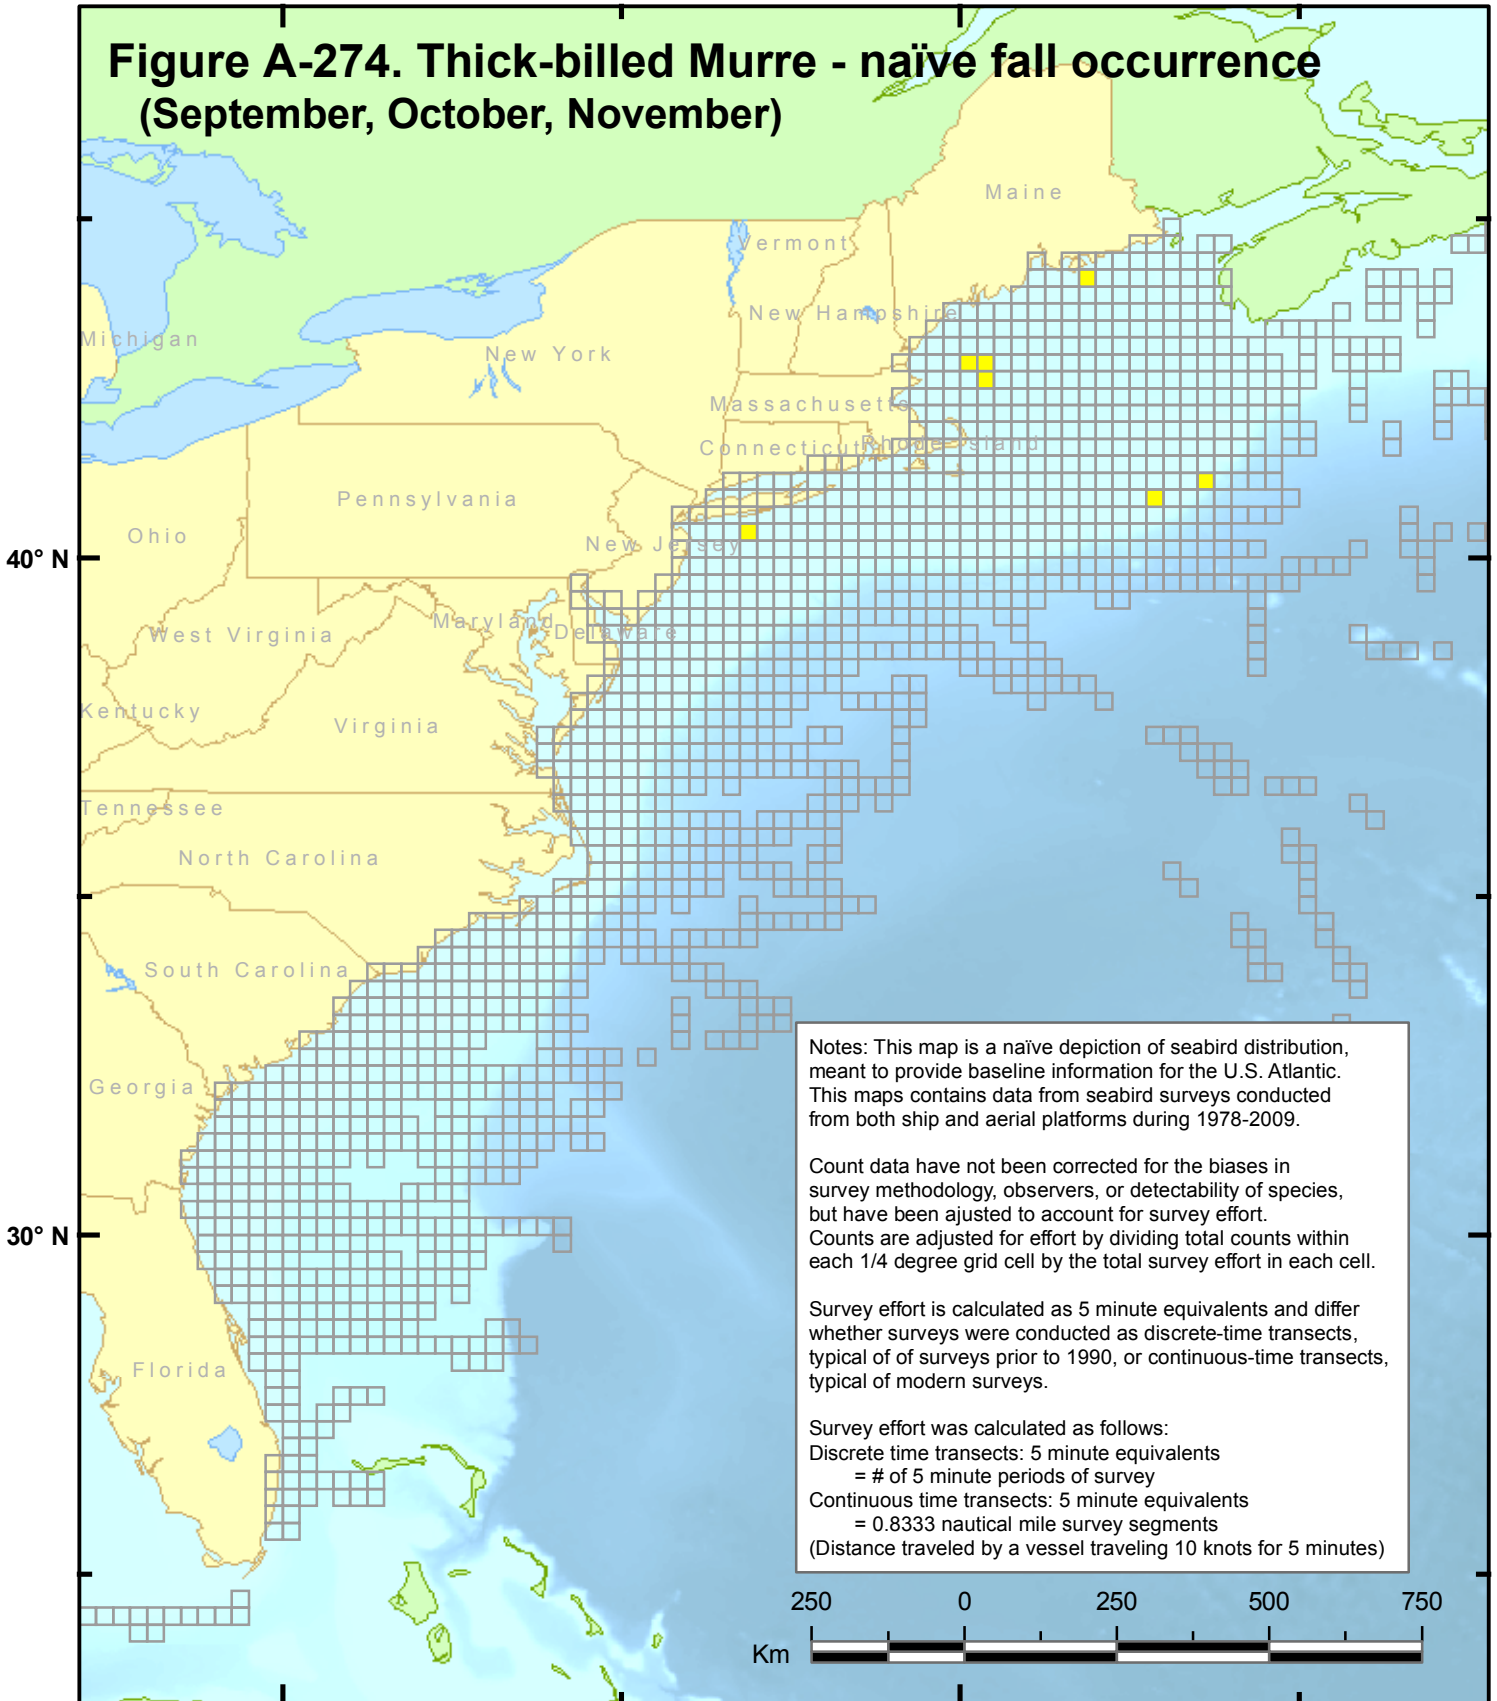 Figure A-274. Thick-billed Murre - naïve fall occurrence
(September, October, November)
Maine
Vermont
New Hampshire
Michigan
New York
Massachusetts
Connecticut
Rhode Island
Pennsylvania
Ohio
New Jersey
40° N
West Virginia
Maryland
Delaware
Kentucky
Virginia
Tennessee
North Carolina
South Carolina
Georgia
30° N
Florida
Notes: This map is a naïve depiction of seabird distribution,
meant to provide baseline information for the U.S. Atlantic.
This maps contains data from seabird surveys conducted
from both ship and aerial platforms during 1978-2009.
Count data have not been corrected for the biases in
survey methodology, observers, or detectability of species,
but have been ajusted to account for survey effort.
Counts are adjusted for effort by dividing total counts within
each 1/4 degree grid cell by the total survey effort in each cell.
Survey effort is calculated as 5 minute equivalents and differ
whether surveys were conducted as discrete-time transects,
typical of of surveys prior to 1990, or continuous-time transects,
typical of modern surveys.
Survey effort was calculated as follows:
Discrete time transects: 5 minute equivalents
= # of 5 minute periods of survey
Continuous time transects: 5 minute equivalents
= 0.8333 nautical mile survey segments
(Distance traveled by a vessel traveling 10 knots for 5 minutes)
250 0 250 500 750
Km